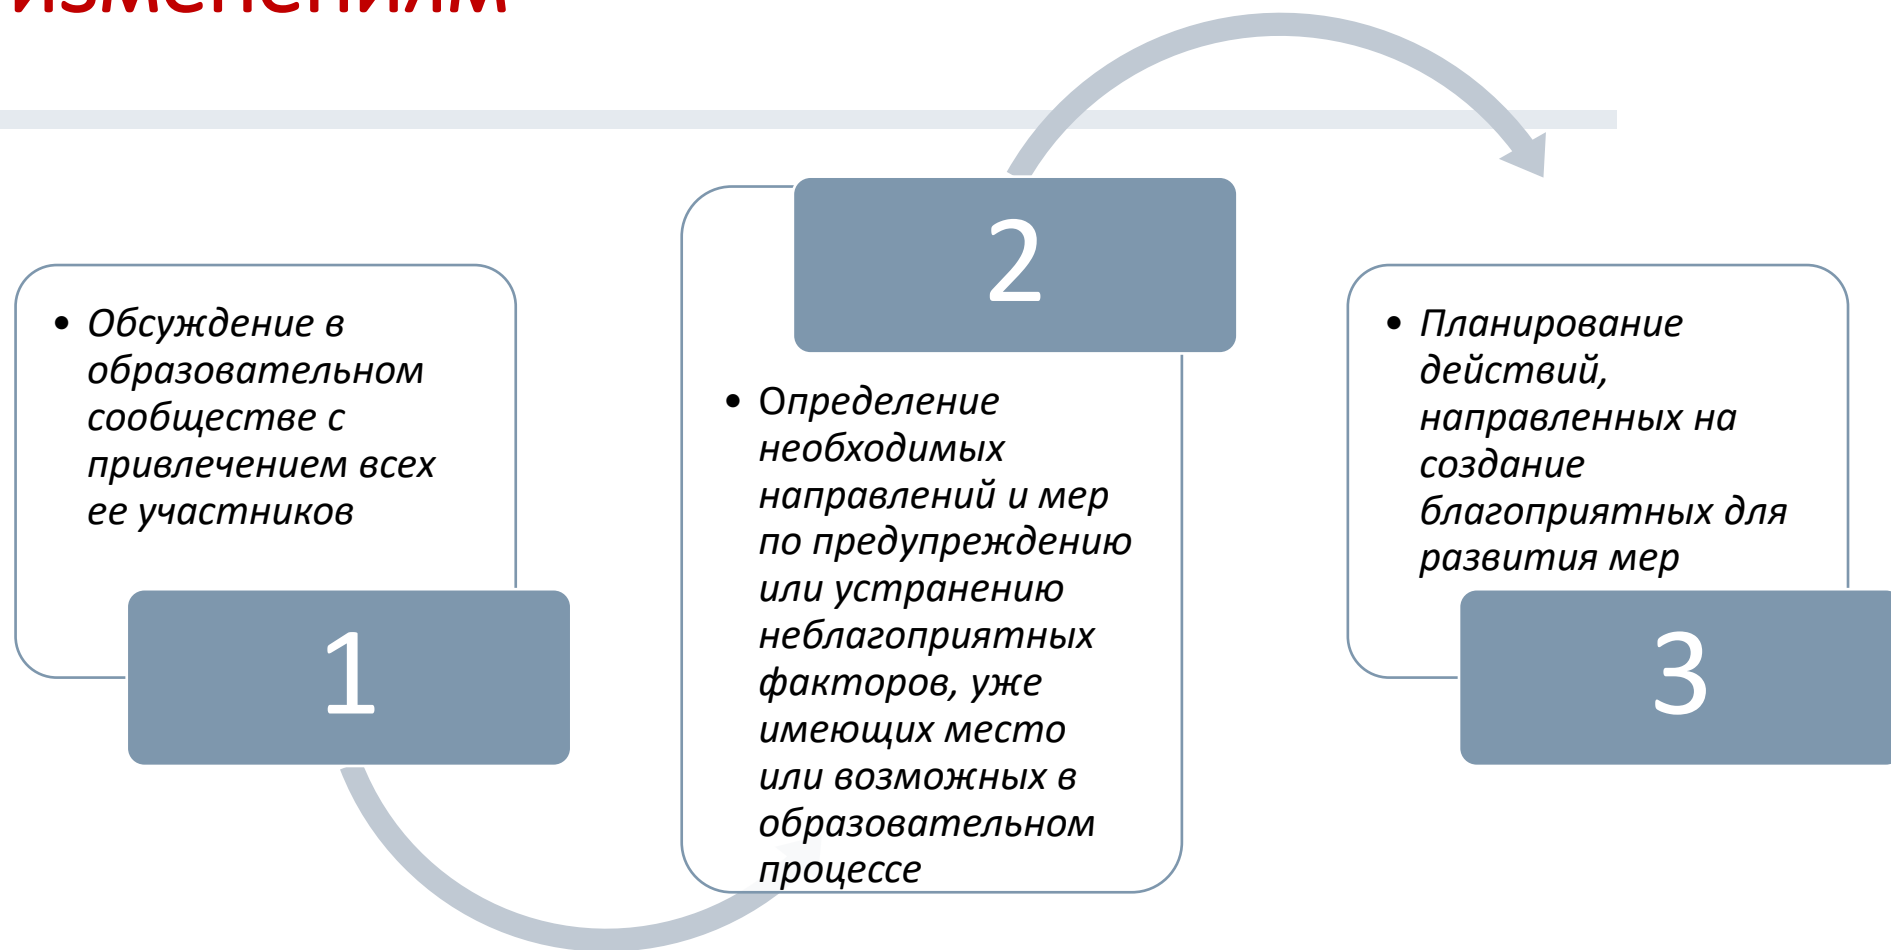 изменениям
• Обсуждение в
образовательном
сообществе с
привлечением всех
ее участников
1
2
• Определение
необходимых
направлений и мер
по предупреждению
или устранению
неблагоприятных
факторов, уже
имеющих место
или возможных в
образовательном
процессе
• Планирование
действий,
направленных на
создание
благоприятных для
развития мер
3